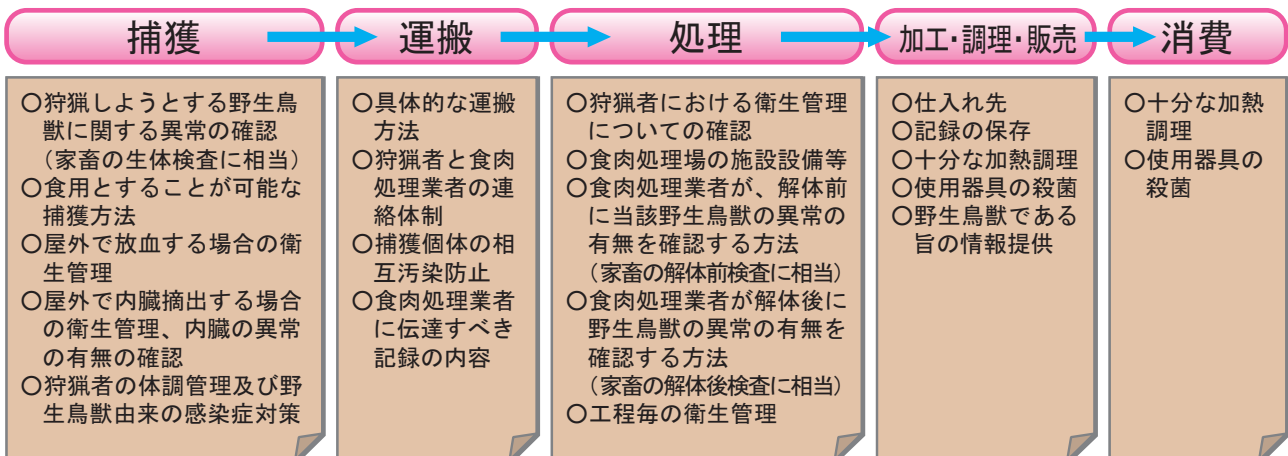 捕獲
運搬
処理
加工・調理・販売
消費
○狩猟しようとする野生鳥
獣に関する異常の確認
（家畜の生体検査に相当）
○食用とすることが可能な
捕獲方法
○屋外で放血する場合の衛
生管理
○屋外で内臓摘出する場合
の衛生管理、内臓の異常
の有無の確認
○狩猟者の体調管理及び野
生鳥獣由来の感染症対策
○具体的な運搬
方法
○狩猟者と食肉
処理業者の連
絡体制
○捕獲個体の相
互汚染防止
○食肉処理業者
に伝達すべき
記録の内容
○狩猟者における衛生管理
についての確認
○食肉処理場の施設設備等
○食肉処理業者が、解体前
に当該野生鳥獣の異常の
有無を確認する方法
（家畜の解体前検査に相当）
○食肉処理業者が解体後に
野生鳥獣の異常の有無を
確認する方法
（家畜の解体後検査に相当）
○工程毎の衛生管理
○仕入れ先
○記録の保存
○十分な加熱調理
○使用器具の殺菌
○野生鳥獣である
旨の情報提供
○十分な加熱
調理
○使用器具の
殺菌